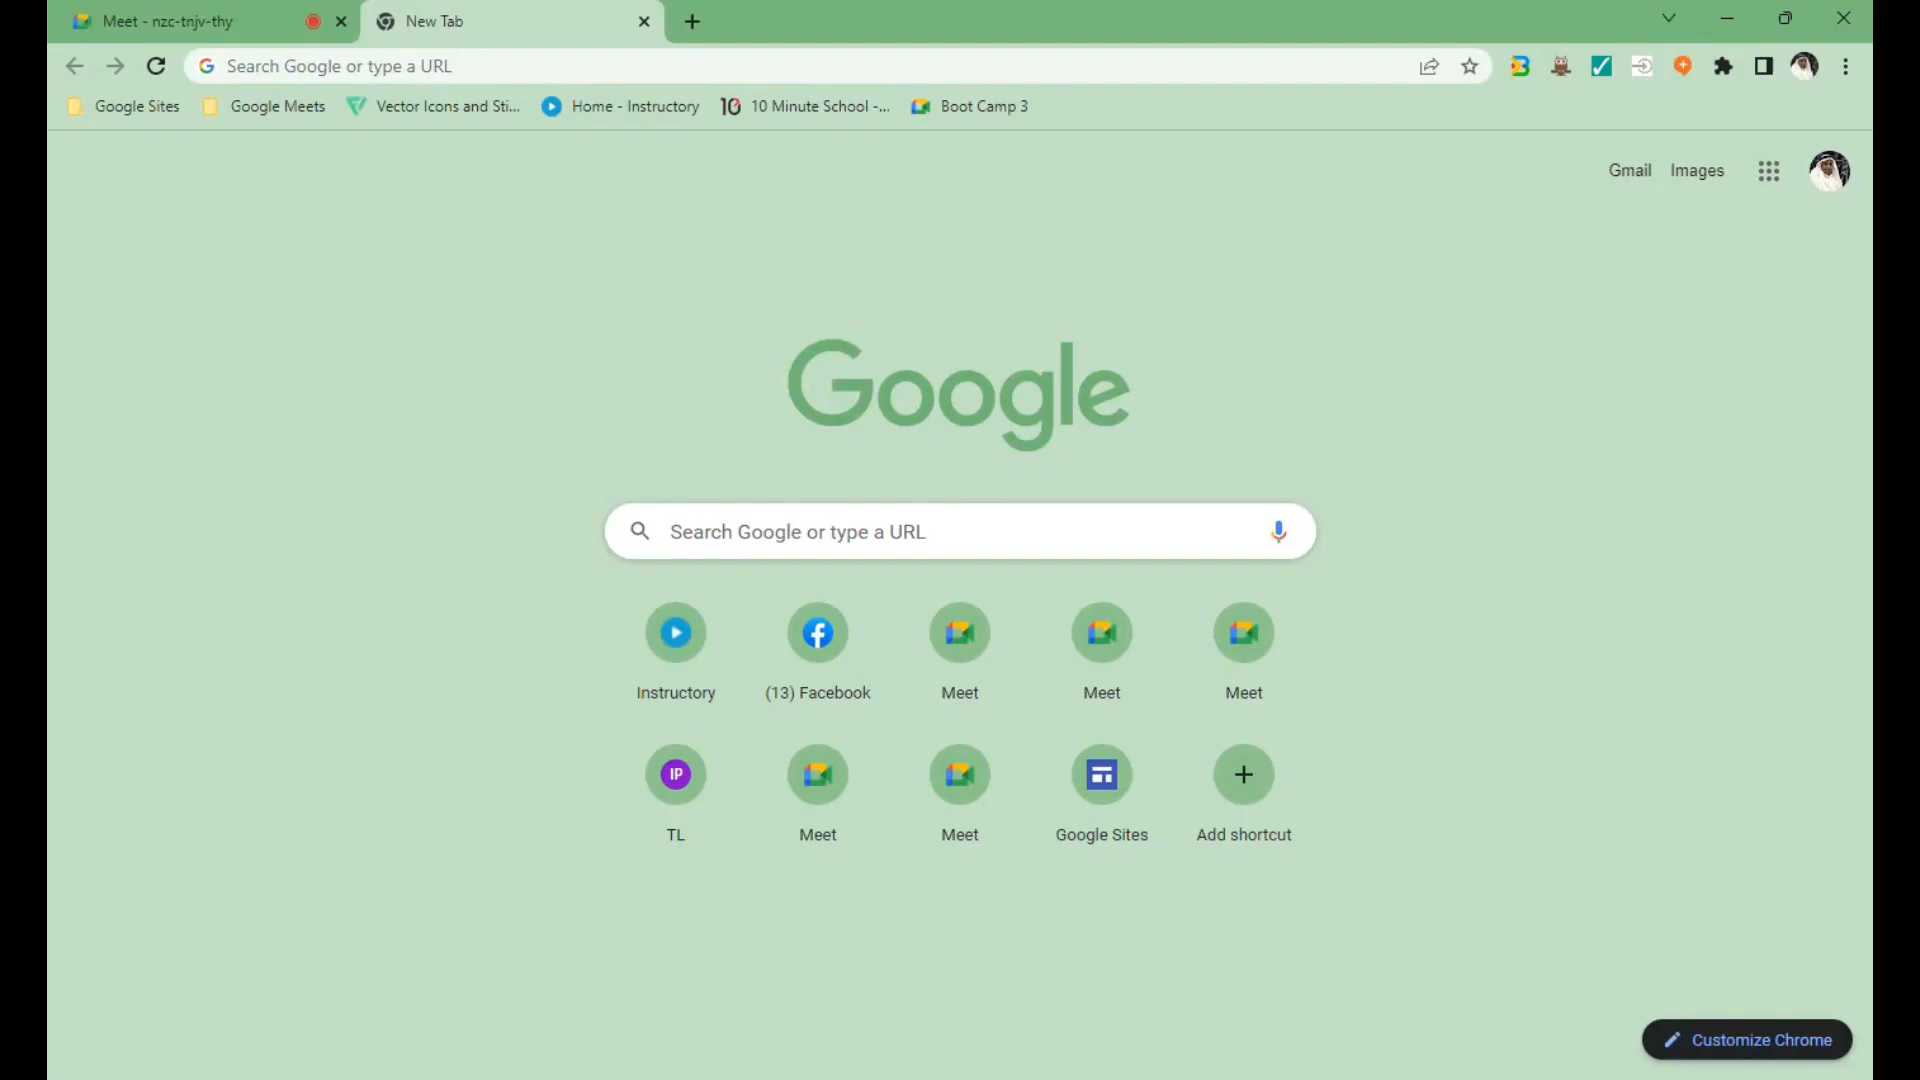 Meet - nzc-tnjv-thy
New Tab
Search Google or type a URL
Google Sites
Google Meets
Vector Icons and Sti...
Home - Instructory
10 10 Minute School -...
Boot Camp 3
Gmail
Images
Google
Search Google or type a URL
Instructory
(13) Facebook
Meet
Meet
Meet
IP
TL
Meet
Meet
Google Sites
Add shortcut
Customize Chrome